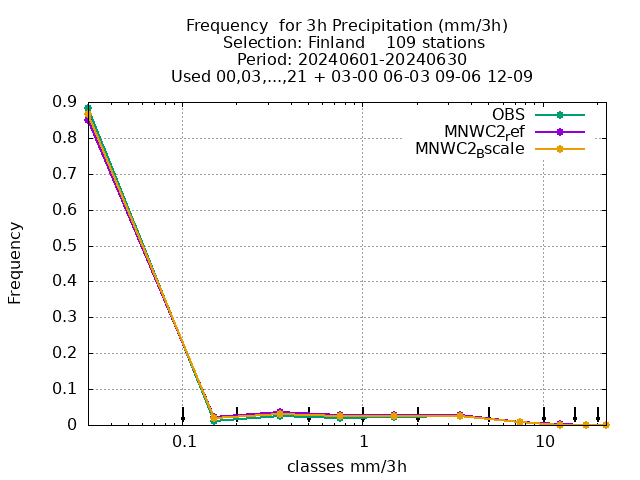 Frequency  for 3h Precipitation (mm/3h)
Selection: Finland    109 stations
Period: 20240601-20240630
Used 00,03,...,21 + 03-00 06-03 09-06 12-09
OBS
MNWC2ref
MNWC2Bscale
0.9
0.8
0.7
0.6
0.5
0.4
0.3
0.2
0.1
0
Frequency
0.1
1
10
classes mm/3h